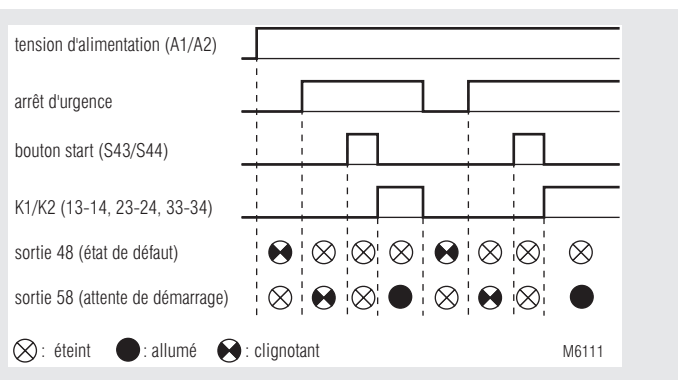 tension d'alimentation (A1/A2)
arrêt d'urgence
bouton start (S43/S44)
K1/K2 (13-14, 23-24, 33-34)
sortie 48 (état de défaut)
sortie 58 (attente de démarrage)
: éteint : allumé : clignotant M6111